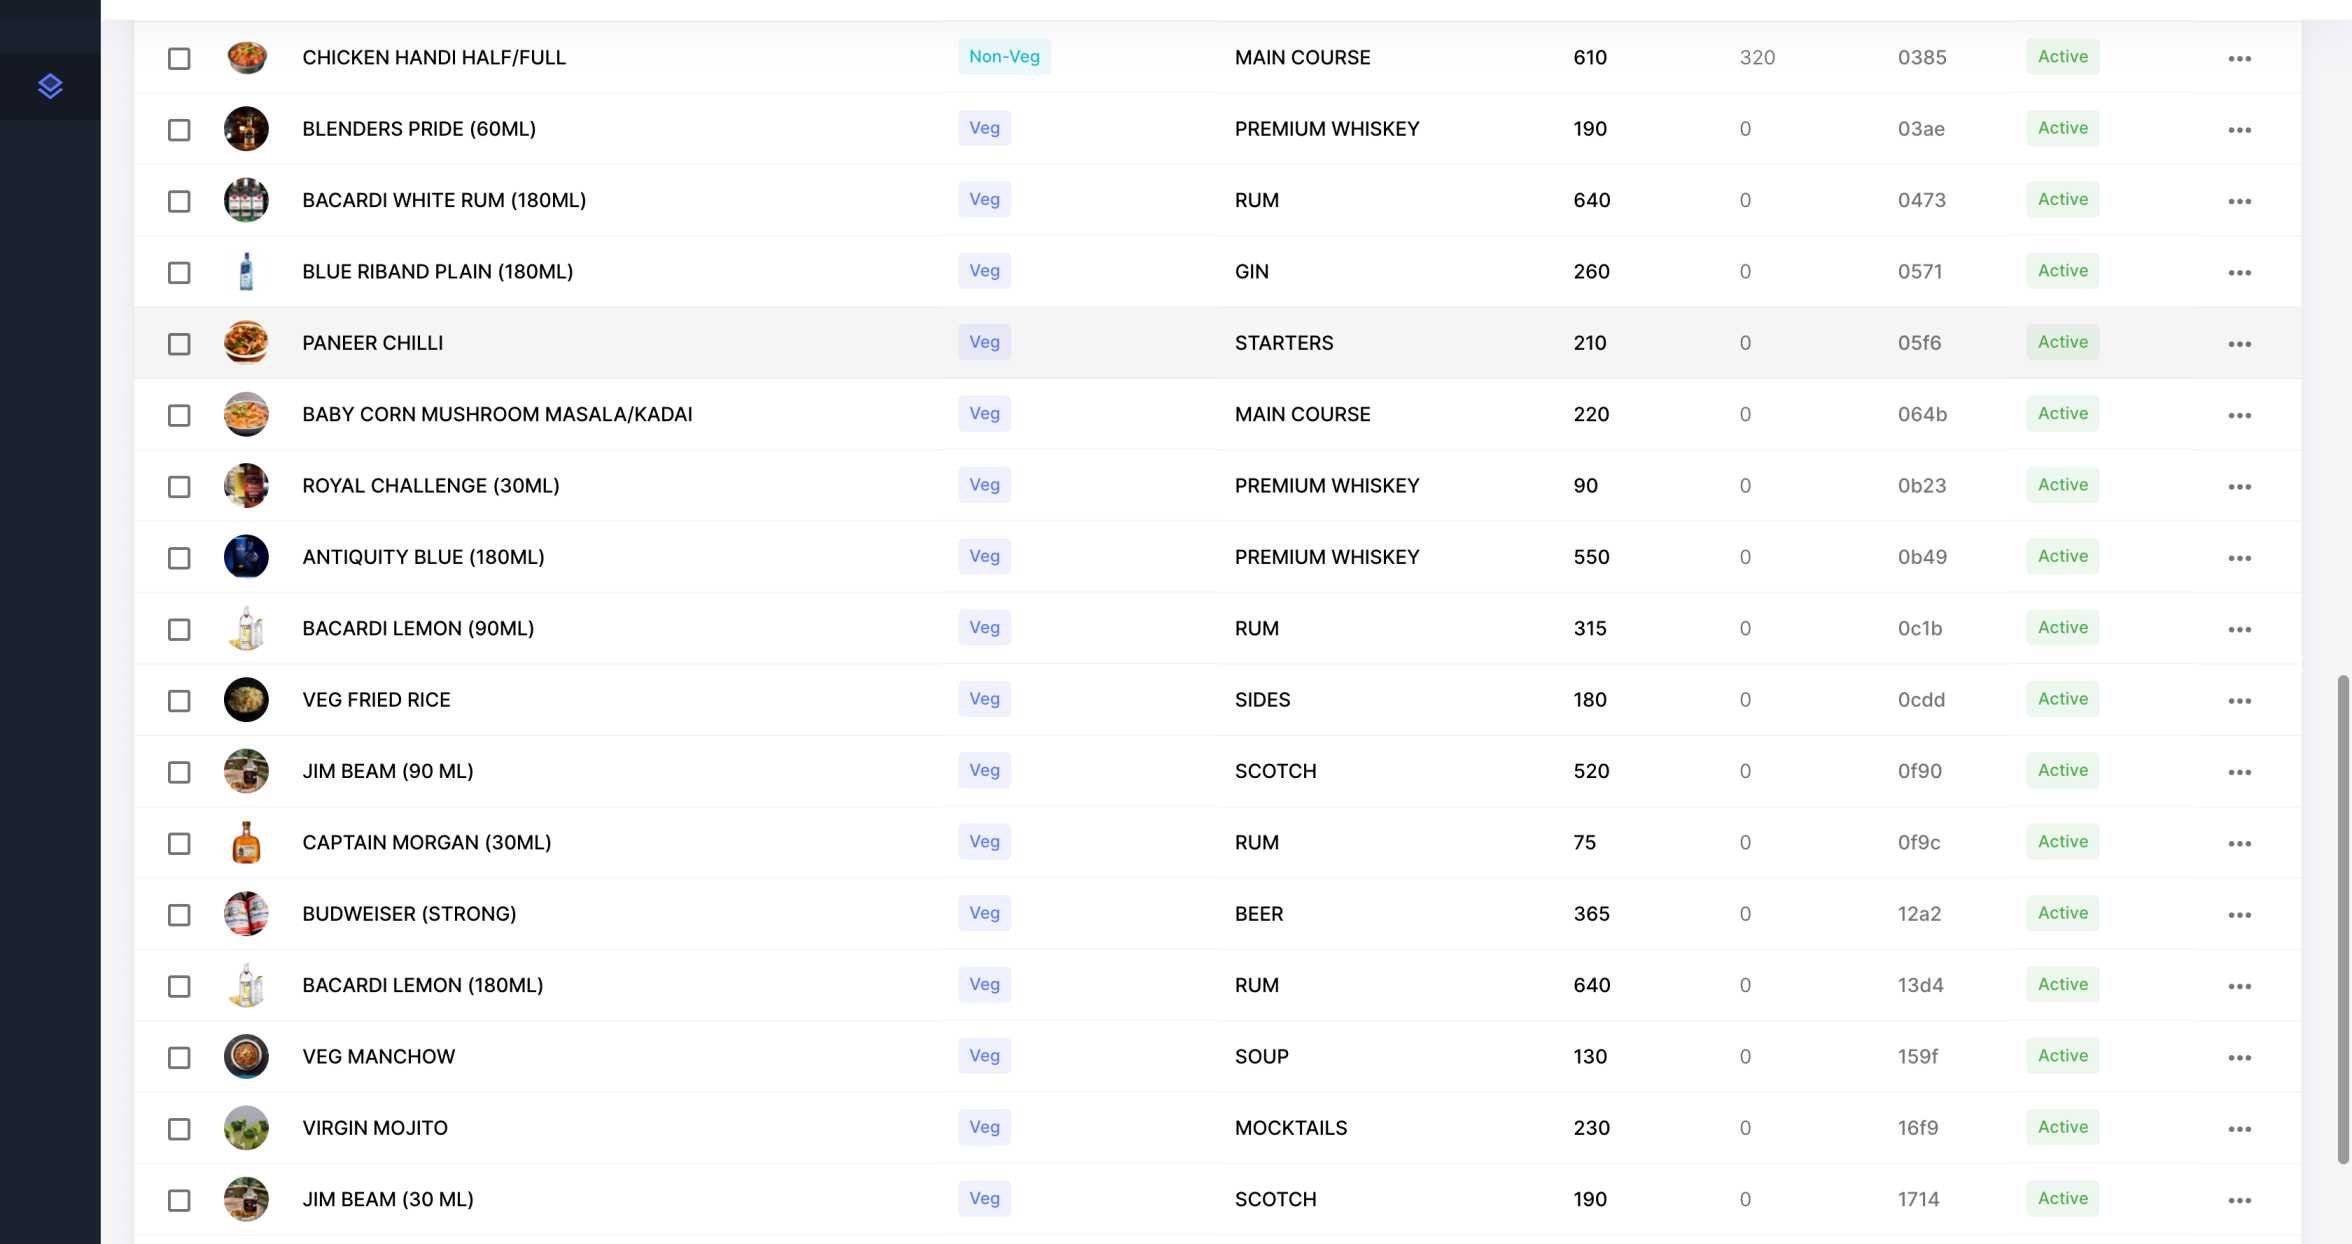 CHICKEN HANDI HALF/FULL Non-Veg MAIN COURSE 610 320 0385 Active
BLENDERS PRIDE (60ML) Veg PREMIUM WHISKEY 190 0 03ae Active
BACARDI WHITE RUM (180ML) Veg RUM 640 0 0473 Active
BLUE RIBAND PLAIN (180ML) Veg GIN 260 0 0571 Active
PANEER CHILLI Veg STARTERS 210 0 05f6 Active
BABY CORN MUSHROOM MASALA/KADAI Veg MAIN COURSE 220 0 064b Active
ROYAL CHALLENGE (30ML) Veg PREMIUM WHISKEY 90 0 0b23 Active
ANTIQUITY BLUE (180ML) Veg PREMIUM WHISKEY 550 0 0b49 Active
BACARDI LEMON (90ML) Veg RUM 315 0 0c1b Active
VEG FRIED RICE Veg SIDES 180 0 0cdd Active
JIM BEAM (90 ML) Veg SCOTCH 520 0 0f90 Active
CAPTAIN MORGAN (30ML) Veg RUM 75 0 0f9c Active
BUDWEISER (STRONG) Veg BEER 365 0 12a2 Active
BACARDI LEMON (180ML) Veg RUM 640 0 13d4 Active
VEG MANCHOW Veg SOUP 130 0 159f Active
VIRGIN MOJITO Veg MOCKTAILS 230 0 16f9 Active
JIM BEAM (30 ML) Veg SCOTCH 190 0 1714 Active